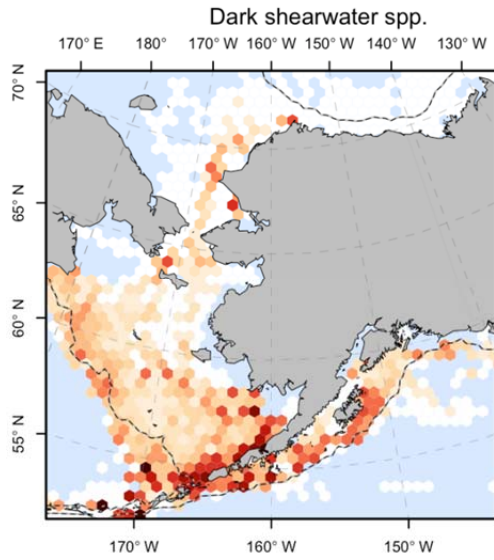 Dark shearwater spp.
170° E 180° 170° W 160° W 150° W 140° W 130° W
70° N
65° N
60° N
55° N
170° W 160° W 150° W